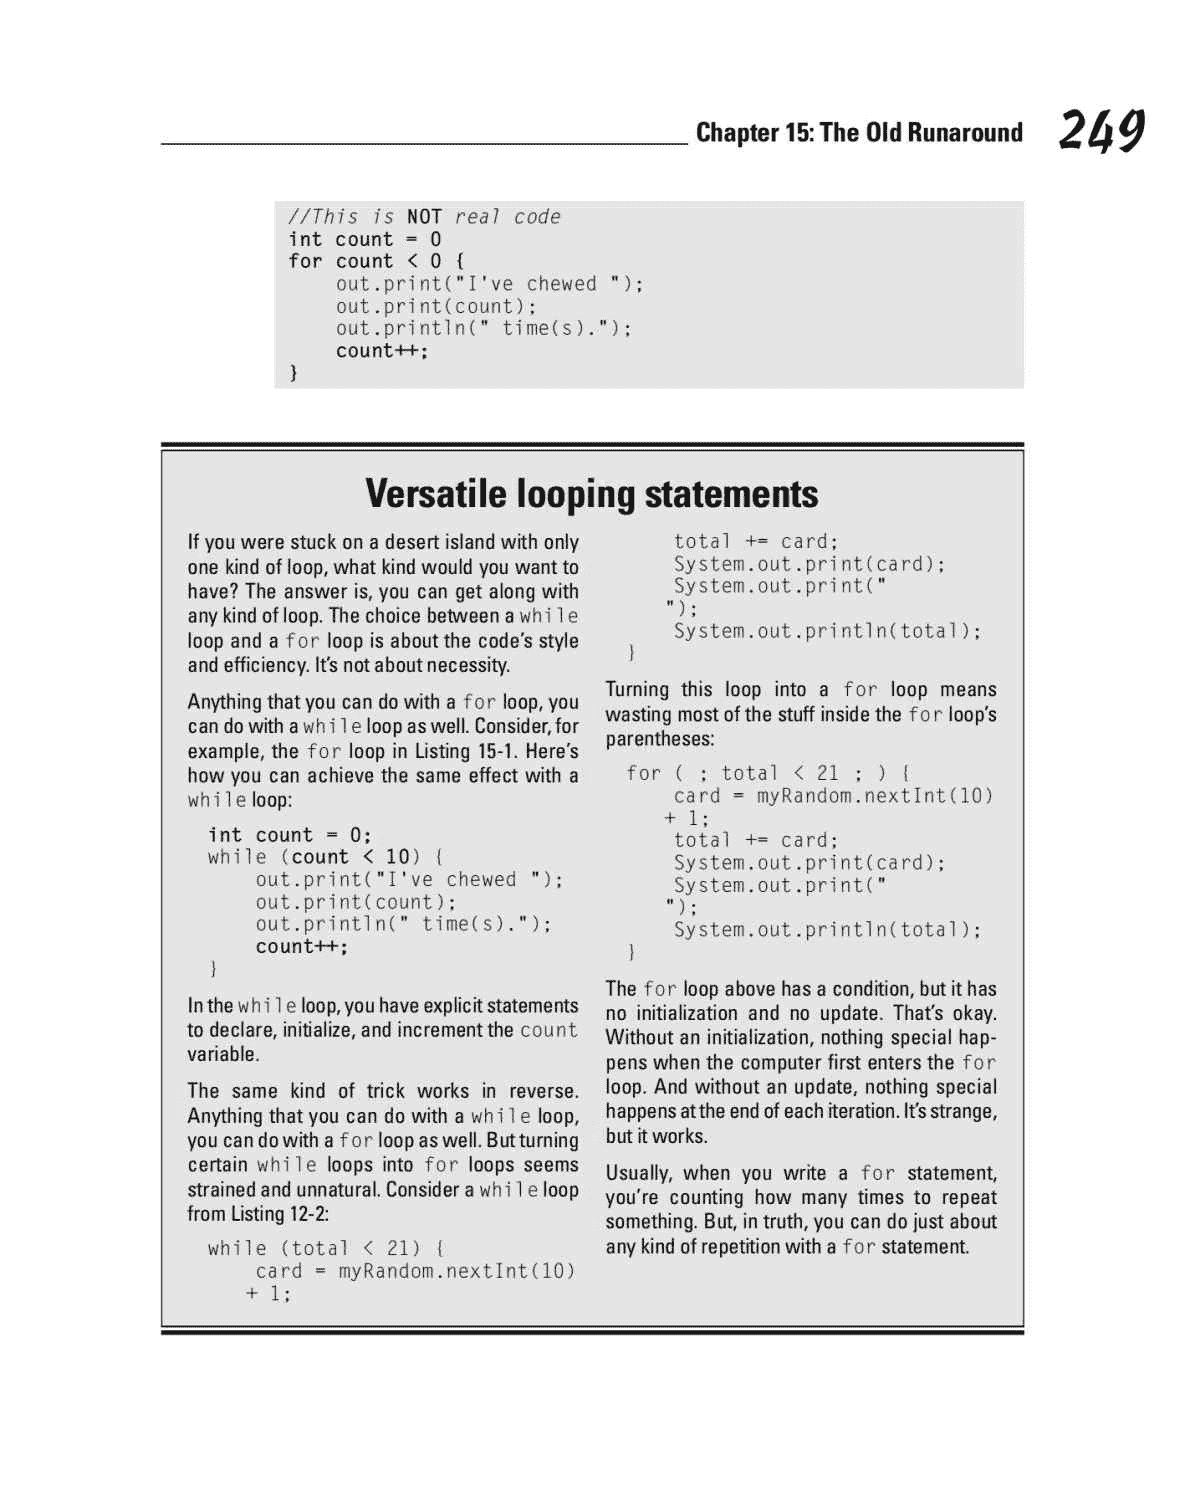 Chapter 15: The Old Runaround 249
//This is NOT real code
int count = 0
for count < 0 {
    out.print("I've chewed ");
    out.print(count);
    out.println(" time(s).");
    count++;
}
Versatile looping statements
If you were stuck on a desert island with only
one kind of loop, what kind would you want to
have? The answer is, you can get along with
any kind of loop. The choice between a while
loop and a for loop is about the code's style
and efficiency. It's not about necessity.
Anything that you can do with a for loop, you
can do with a while loop as well. Consider, for
example, the for loop in Listing 15-1. Here's
how you can achieve the same effect with a
while loop:
int count = 0;
while (count < 10) {
    out.print("I've chewed ");
    out.print(count);
    out.println(" time(s).");
    count++;
}
In the while loop, you have explicit statements
to declare, initialize, and increment the count
variable.
The same kind of trick works in reverse.
Anything that you can do with a while loop,
you can do with a for loop as well. But turning
certain while loops into for loops seems
strained and unnatural. Consider a while loop
from Listing 12-2:
while (total < 21) {
    card = myRandom.nextInt(10)
   + 1;
    total += card;
    System.out.print(card);
    System.out.print("
   ");
    System.out.println(total);
}
Turning this loop into a for loop means
wasting most of the stuff inside the for loop's
parentheses:
for ( ; total < 21 ; ) {
    card = myRandom.nextInt(10)
   + 1;
    total += card;
    System.out.print(card);
    System.out.print("
   ");
    System.out.println(total);
}
The for loop above has a condition, but it has
no initialization and no update. That's okay.
Without an initialization, nothing special hap-
pens when the computer first enters the for
loop. And without an update, nothing special
happens at the end of each iteration. It's strange,
but it works.
Usually, when you write a for statement,
you're counting how many times to repeat
something. But, in truth, you can do just about
any kind of repetition with a for statement.